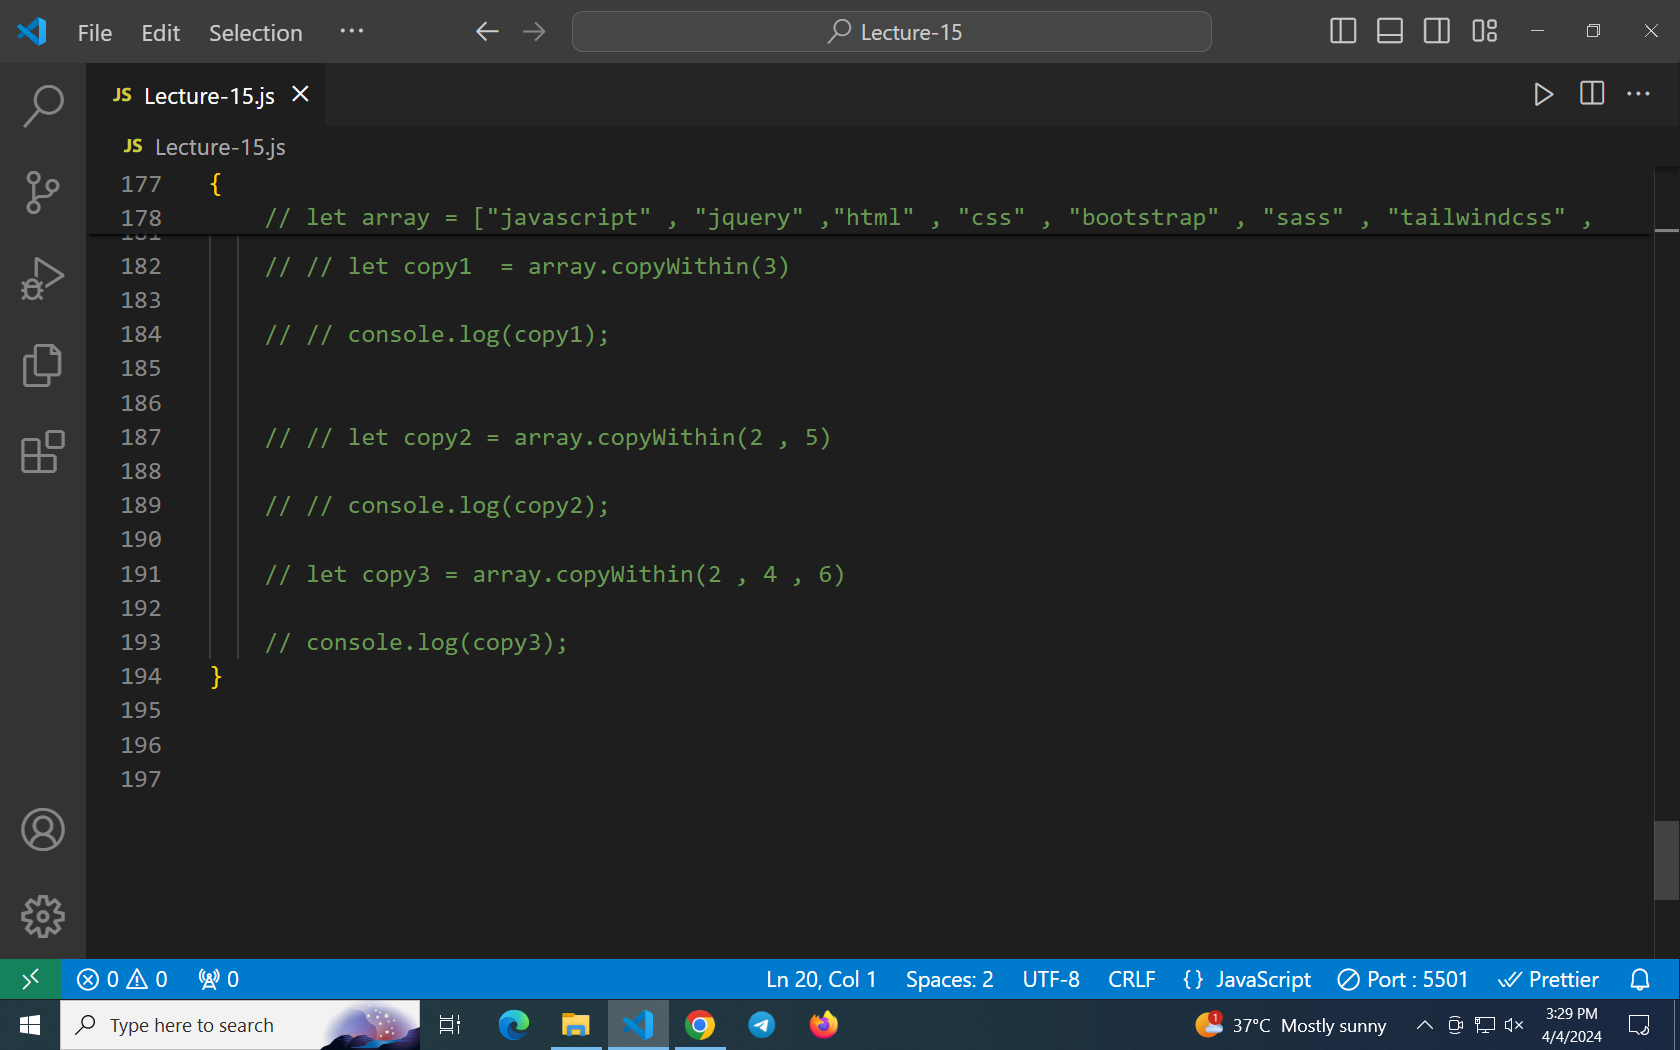 File Edit Selection ··· Lecture-15
JS Lecture-15.js
JS Lecture-15.js
177 {
178 // let array = ["javascript" , "jquery" ,"html" , "css" , "bootstrap" , "sass" , "tailwindcss" ,
181
182 // // let copy1  = array.copyWithin(3)
183
184 // // console.log(copy1);
185
186
187 // // let copy2 = array.copyWithin(2 , 5)
188
189 // // console.log(copy2);
190
191 // let copy3 = array.copyWithin(2 , 4 , 6)
192
193 // console.log(copy3);
194 }
195
196
197
0 0 0 Ln 20, Col 1 Spaces: 2 UTF-8 CRLF {} JavaScript Port : 5501 Prettier
Type here to search 1 37°C Mostly sunny 3:29 PM
4/4/2024